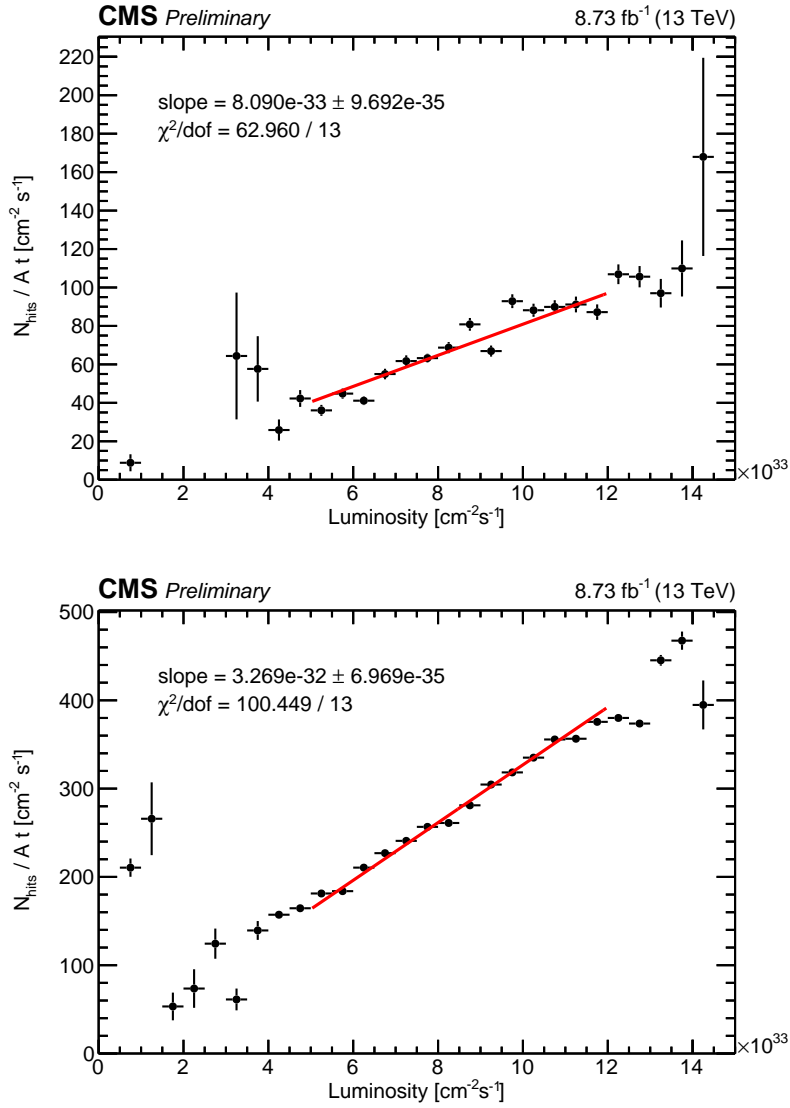 CMS Preliminary 8.73 fb⁻¹ (13 TeV)
220
200
180
160
140
120
100
80
60
40
20
0
N_hits / A t [cm⁻² s⁻¹]
slope = 8.090e-33 ± 9.692e-35
χ²/dof = 62.960 / 13
0 2 4 6 8 10 12 14
×10³³
Luminosity [cm⁻²s⁻¹]
CMS Preliminary 8.73 fb⁻¹ (13 TeV)
500
400
300
200
100
0
N_hits / A t [cm⁻² s⁻¹]
slope = 3.269e-32 ± 6.969e-35
χ²/dof = 100.449 / 13
0 2 4 6 8 10 12 14
×10³³
Luminosity [cm⁻²s⁻¹]